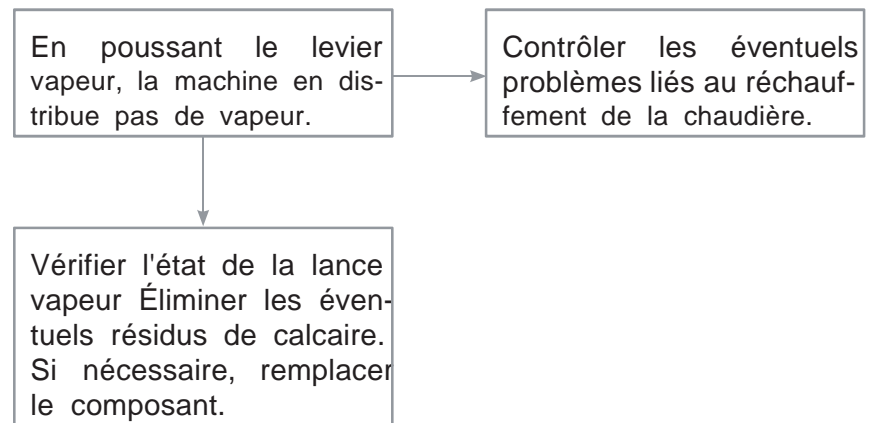 En poussant le levier
vapeur, la machine en dis-
tribue pas de vapeur.
Contrôler les éventuels
problèmes liés au réchauf-
fement de la chaudière.
Vérifier l'état de la lance
vapeur Éliminer les éven-
tuels résidus de calcaire.
Si nécessaire, remplacer
le composant.